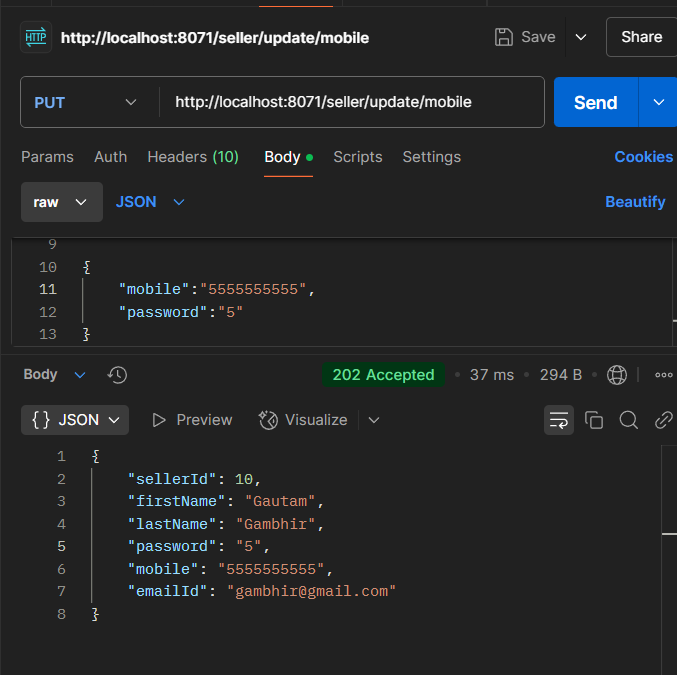 HTTP http://localhost:8071/seller/update/mobile Save Share
PUT http://localhost:8071/seller/update/mobile Send
Params Auth Headers (10) Body Scripts Settings Cookies
raw JSON Beautify
9
10 {
11 "mobile":"5555555555",
12 "password":"5"
13 }
Body 202 Accepted • 37 ms • 294 B •
{} JSON Preview Visualize
1 {
2 "sellerId": 10,
3 "firstName": "Gautam",
4 "lastName": "Gambhir",
5 "password": "5",
6 "mobile": "5555555555",
7 "emailId": "gambhir@gmail.com"
8 }